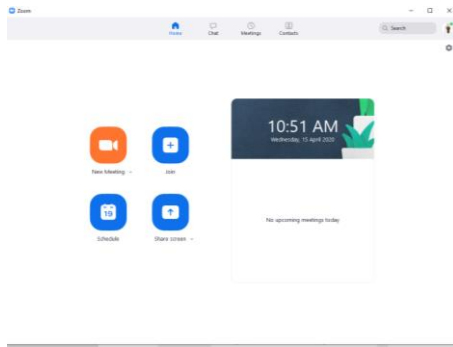 Zoom
Home
Chat
Meetings
Contacts
Search
10:51 AM
Wednesday, 15 April 2020
New Meeting
Join
19
Schedule
Share screen
No upcoming meetings today